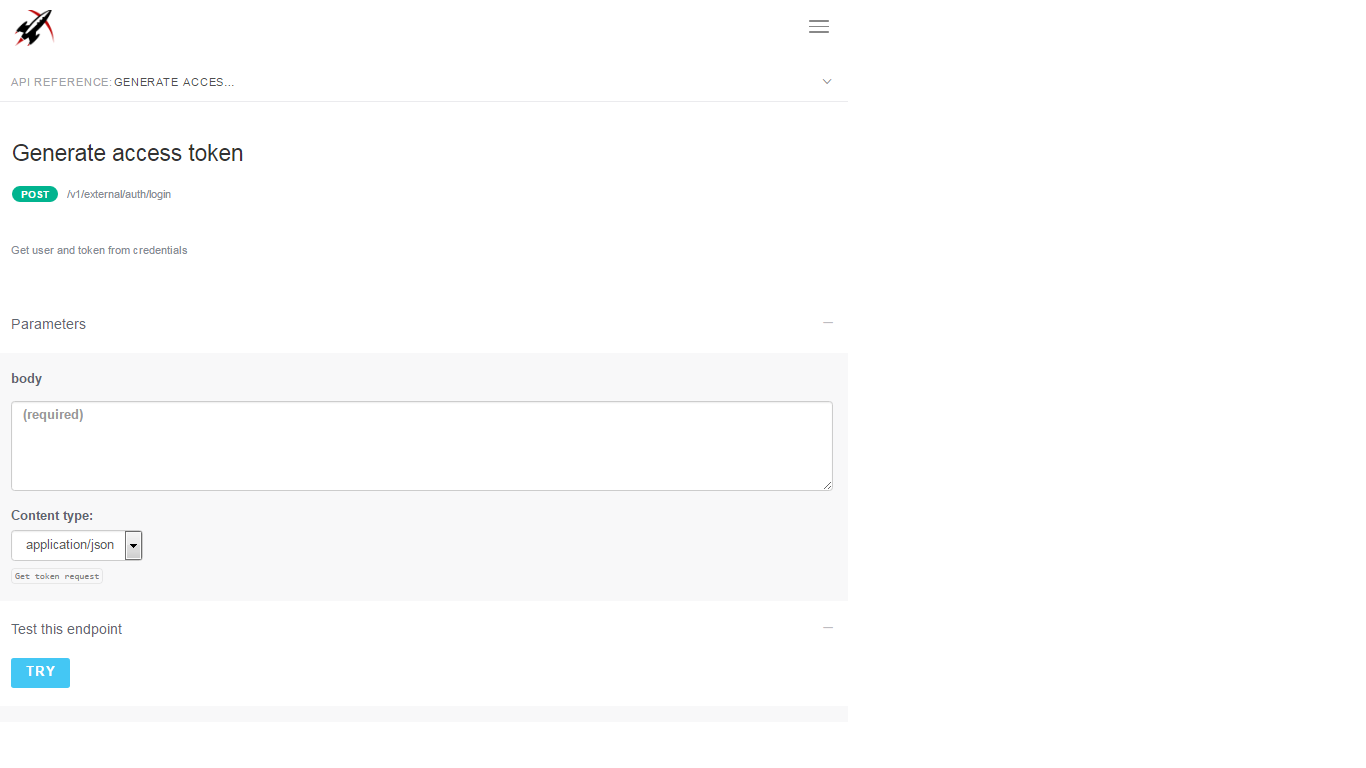 API REFERENCE: GENERATE ACCES...
Generate access token
POST /v1/external/auth/login
Get user and token from credentials
Parameters
body
(required)
Content type:
application/json
Get token request
Test this endpoint
TRY